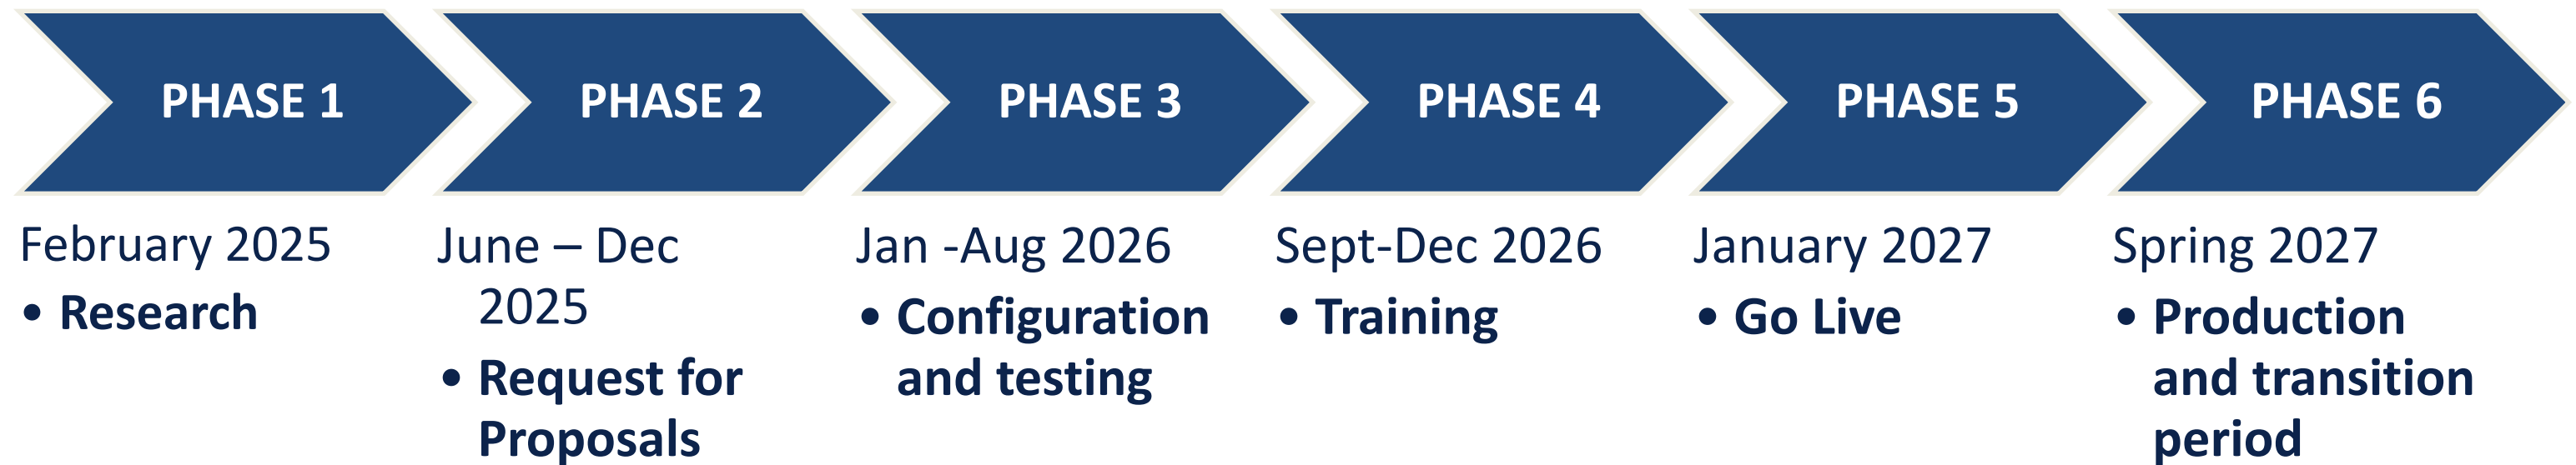 PHASE 1
February 2025
• Research
PHASE 2
June – Dec
2025
• Request for
Proposals
PHASE 3
Jan -Aug 2026
• Configuration
and testing
PHASE 4
Sept-Dec 2026
• Training
PHASE 5
January 2027
• Go Live
PHASE 6
Spring 2027
• Production
and transition
period